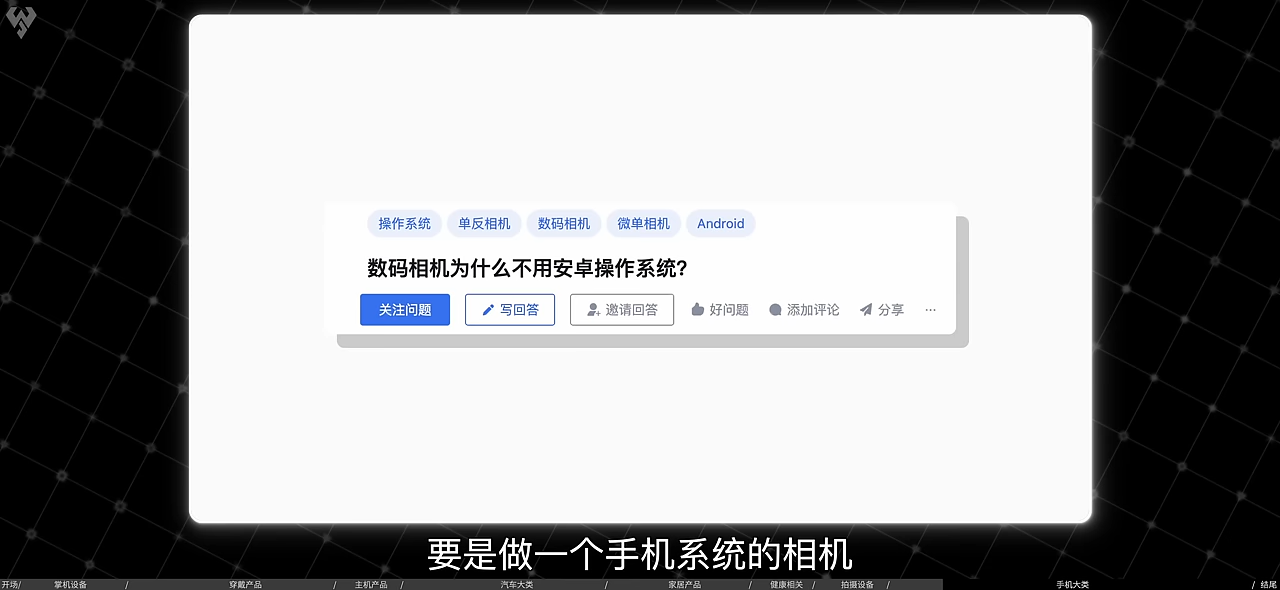 操作系统 单反相机 数码相机 微单相机 Android
数码相机为什么不用安卓操作系统?
关注问题 写回答 邀请回答 好问题 添加评论 分享 ···
要是做一个手机系统的相机
开场/ 掌机设备 / 穿戴产品 / 主机产品 / 汽车大类 / 家居产品 / 健康相关 / 拍摄设备 / 手机大类 / 结尾